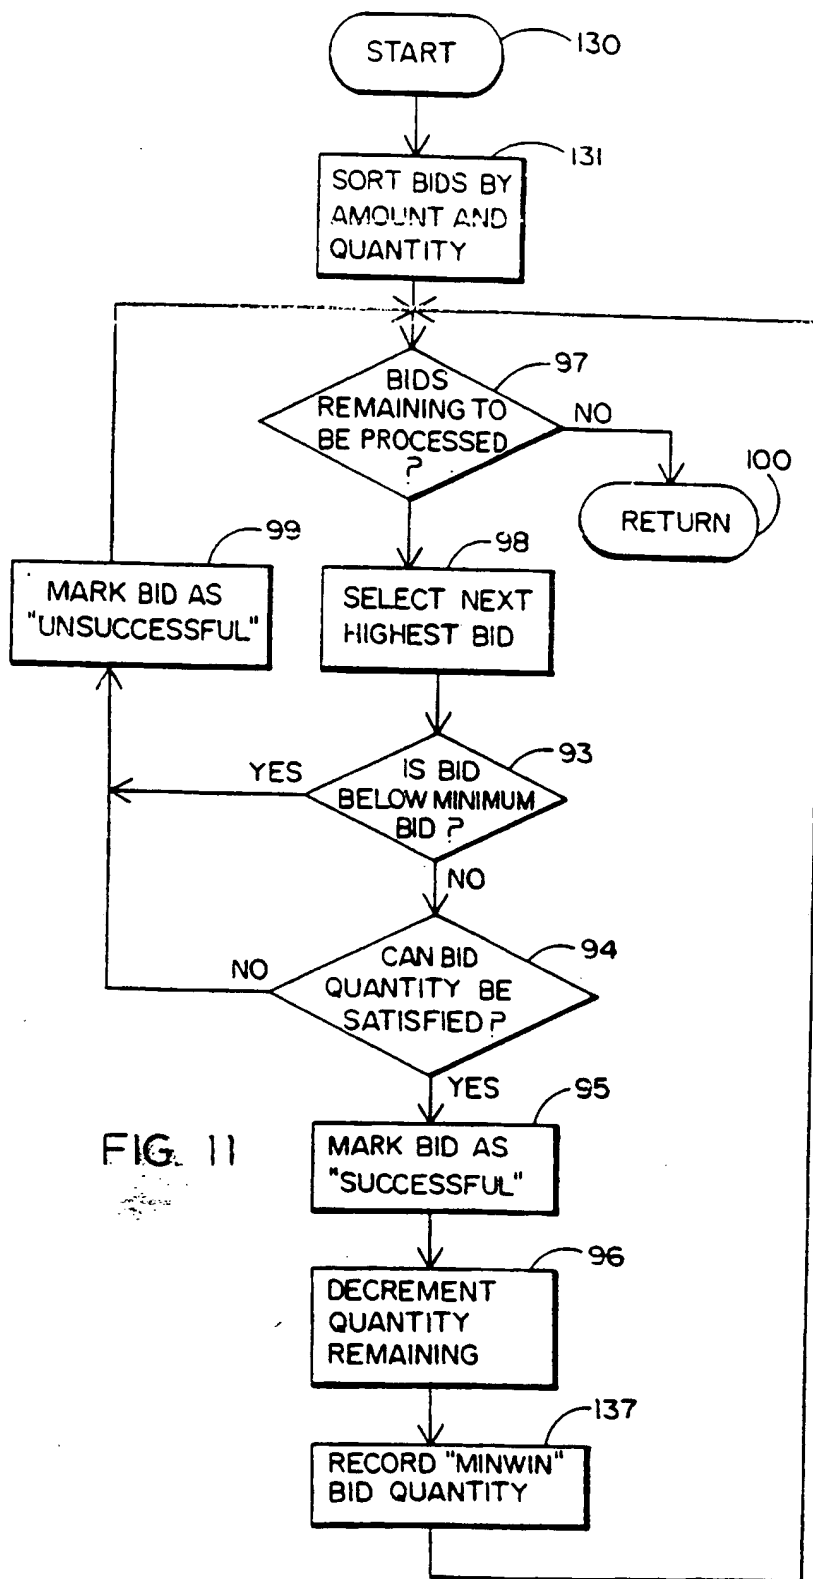 START
130
131
SORT BIDS BY
AMOUNT AND
QUANTITY
97
BIDS
REMAINING TO
BE PROCESSED
?
NO
100
RETURN
99
MARK BID AS
"UNSUCCESSFUL"
98
SELECT NEXT
HIGHEST BID
93
YES
IS BID
BELOW MINIMUM
BID ?
NO
94
NO
CAN BID
QUANTITY BE
SATISFIED ?
YES
95
FIG. 11
MARK BID AS
"SUCCESSFUL"
96
DECREMENT
QUANTITY
REMAINING
137
RECORD "MINWIN"
BID QUANTITY